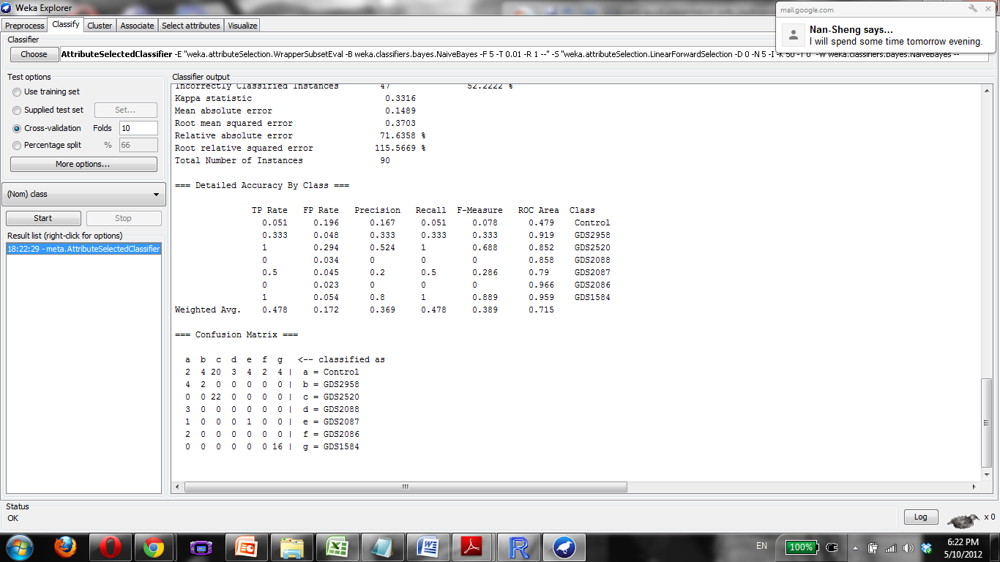 Weka Explorer
mail.google.com
Nan-Sheng says...
I will spend some time tomorrow evening.
Preprocess Classify Cluster Associate Select attributes Visualize
Classifier
Choose AttributeSelectedClassifier -E "weka.attributeSelection.WrapperSubsetEval -B weka.classifiers.bayes.NaiveBayes -F 5 -T 0.01 -R 1 --" -S "weka.attributeSelection.LinearForwardSelection -D 0 -N 5 -I -K 50 -T 0" -W weka.classifiers.bayes.NaiveBayes --
Test options
Use training set
Supplied test set Set...
Cross-validation Folds 10
Percentage split % 66
More options...
(Nom) class
Start Stop
Result list (right-click for options)
18:22:29 - meta.AttributeSelectedClassifier
Classifier output
Incorrectly Classified Instances 47 52.2222 %
Kappa statistic 0.3316
Mean absolute error 0.1489
Root mean squared error 0.3703
Relative absolute error 71.6358 %
Root relative squared error 115.5669 %
Total Number of Instances 90
=== Detailed Accuracy By Class ===
TP Rate FP Rate Precision Recall F-Measure ROC Area Class
0.051 0.196 0.167 0.051 0.078 0.479 Control
0.333 0.048 0.333 0.333 0.333 0.919 GDS2958
1 0.294 0.524 1 0.688 0.852 GDS2520
0 0.034 0 0 0 0.858 GDS2088
0.5 0.045 0.2 0.5 0.286 0.79 GDS2087
0 0.023 0 0 0 0.966 GDS2086
1 0.054 0.8 1 0.889 0.959 GDS1584
Weighted Avg. 0.478 0.172 0.369 0.478 0.389 0.715
=== Confusion Matrix ===
a b c d e f g <-- classified as
2 4 20 3 4 2 4 | a = Control
4 2 0 0 0 0 0 | b = GDS2958
0 0 22 0 0 0 0 | c = GDS2520
3 0 0 0 0 0 0 | d = GDS2088
1 0 0 0 1 0 0 | e = GDS2087
2 0 0 0 0 0 0 | f = GDS2086
0 0 0 0 0 0 16 | g = GDS1584
Status
OK
Log x 0
EN 100% 6:22 PM
5/10/2012